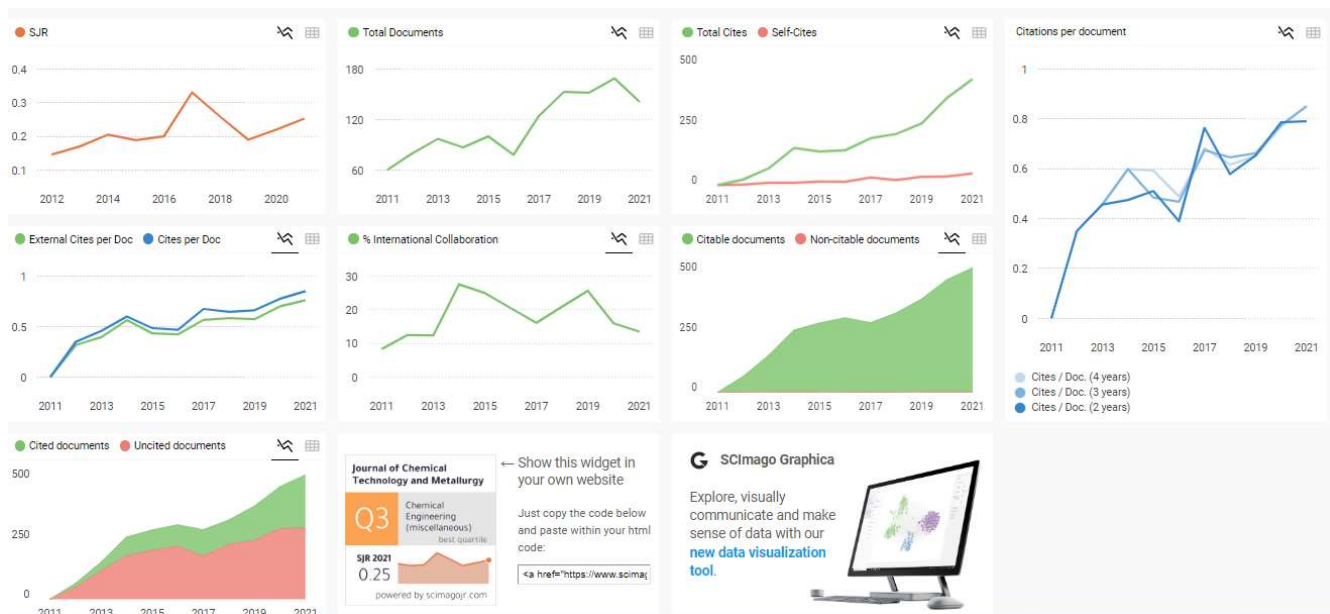 SJR
0.4
0.3
0.2
0.1
2012 2014 2016 2018 2020
Total Documents
180
120
60
2011 2013 2015 2017 2019 2021
Total Cites Self-Cites
500
250
0
2011 2013 2015 2017 2019 2021
Citations per document
1
0.8
0.6
0.4
0.2
0
2011 2013 2015 2017 2019 2021
Cites / Doc. (4 years)
Cites / Doc. (3 years)
Cites / Doc. (2 years)
External Cites per Doc Cites per Doc
1
0.5
0
2011 2013 2015 2017 2019 2021
% International Collaboration
30
20
10
0
2011 2013 2015 2017 2019 2021
Citable documents Non-citable documents
500
250
0
2011 2013 2015 2017 2019 2021
Cited documents Uncited documents
500
250
0
2011 2013 2015 2017 2019 2021
Journal of Chemical
Technology and Metallurgy
Q3
Chemical
Engineering
(miscellaneous)
best quartile
SJR 2021
0.25
powered by scimagojr.com
← Show this widget in
your own website
Just copy the code below
and paste within your html
code:
<a href="https://www.scimag
SCImago Graphica
Explore, visually
communicate and make
sense of data with our
new data visualization
tool.